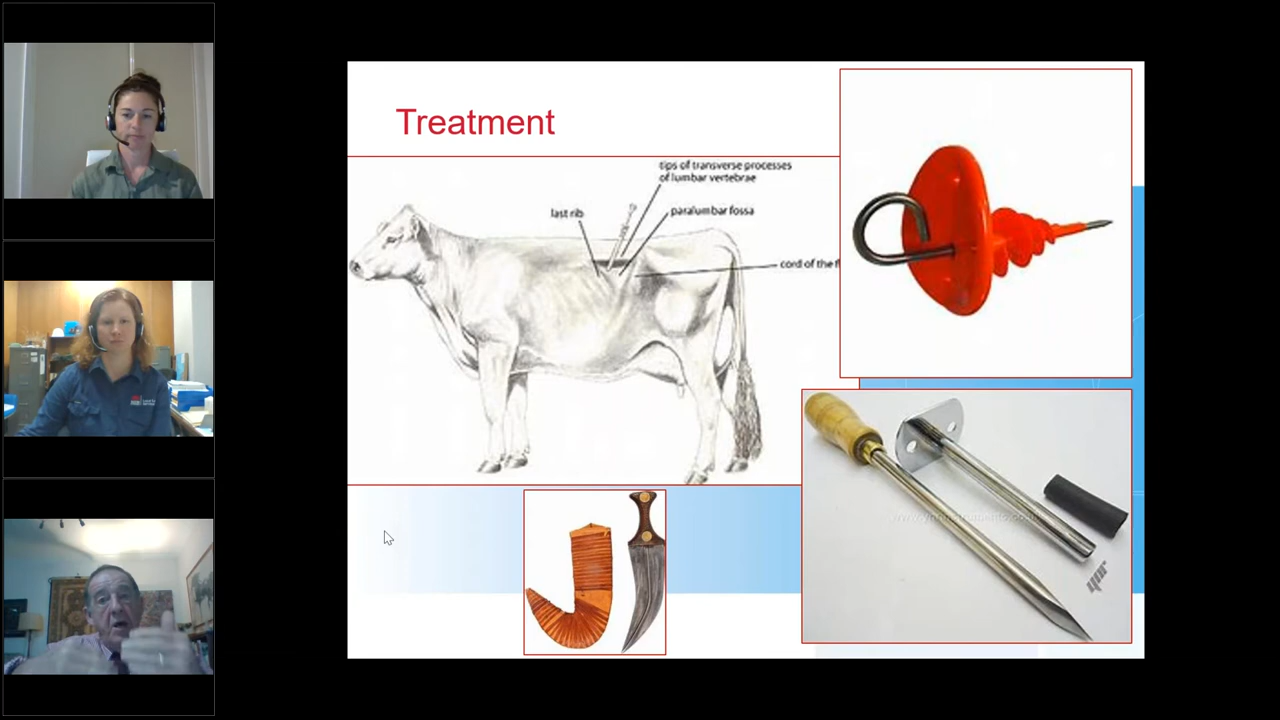 Treatment
tips of transverse processes
of lumbar vertebrae
last rib
paralumbar fossa
cord of the f